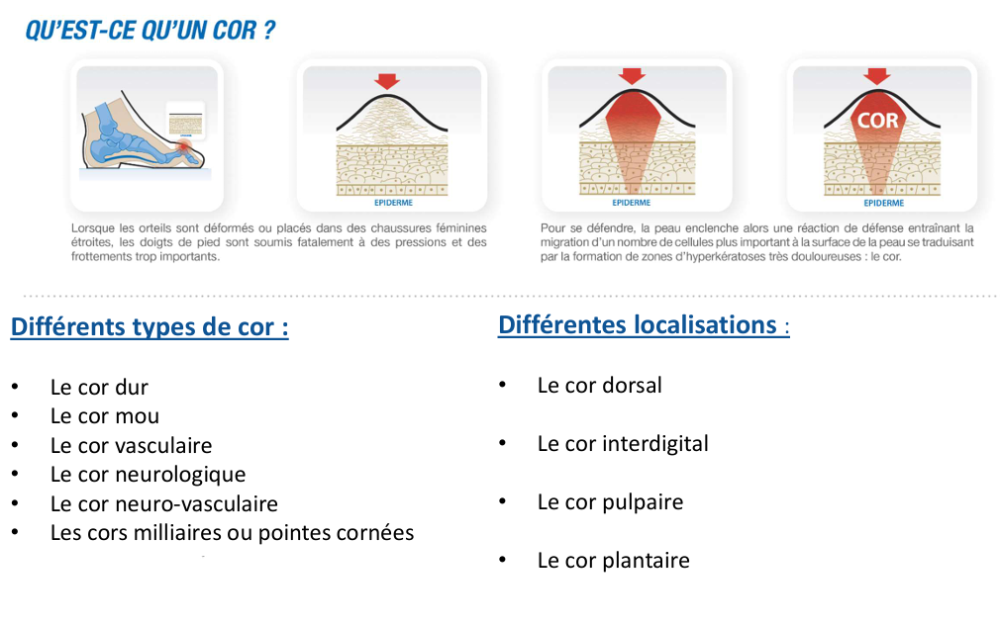 QU'EST-CE QU'UN COR ?
EPIDERME
EPIDERME
COR
EPIDERME
Lorsque les orteils sont déformés ou placés dans des chaussures féminines
étroites, les doigts de pied sont soumis fatalement à des pressions et des
frottements trop importants.
Pour se défendre, la peau enclenche alors une réaction de défense entraînant la
migration d'un nombre de cellules plus important à la surface de la peau se traduisant
par la formation de zones d'hyperkératoses très douloureuses : le cor.
Différents types de cor :
• Le cor dur
• Le cor mou
• Le cor vasculaire
• Le cor neurologique
• Le cor neuro-vasculaire
• Les cors milliaires ou pointes cornées
Différentes localisations :
• Le cor dorsal
• Le cor interdigital
• Le cor pulpaire
• Le cor plantaire